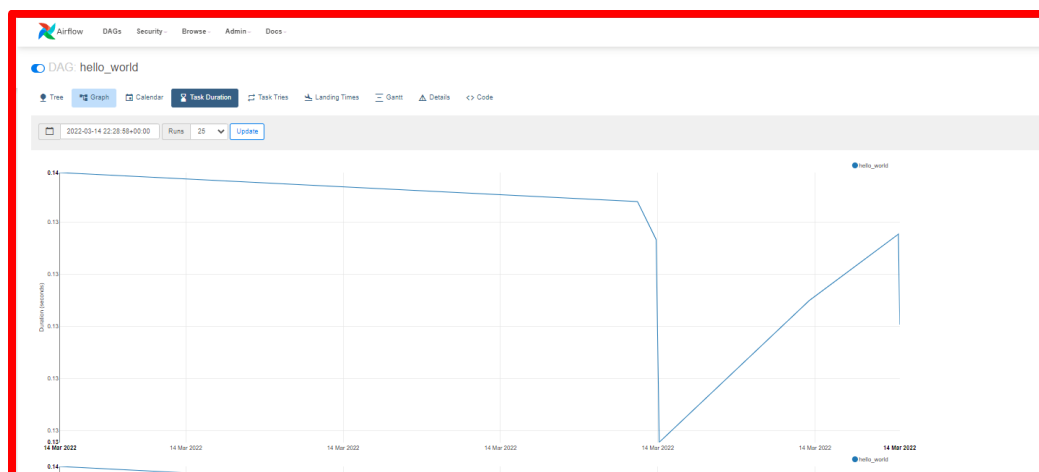 Airflow DAGs Security Browse Admin Docs
DAG: hello_world
Tree Graph Calendar Task Duration Task Tries Landing Times Gantt Details <> Code
2022-03-14 22:28:58+00:00 Runs 25 Update
hello_world
0.14
0.13
0.13
Duration (seconds)
0.13
0.13
0.13
0.13
14 Mar 2022 14 Mar 2022 14 Mar 2022 14 Mar 2022 14 Mar 2022 14 Mar 2022 14 Mar 2022
hello_world
0.14